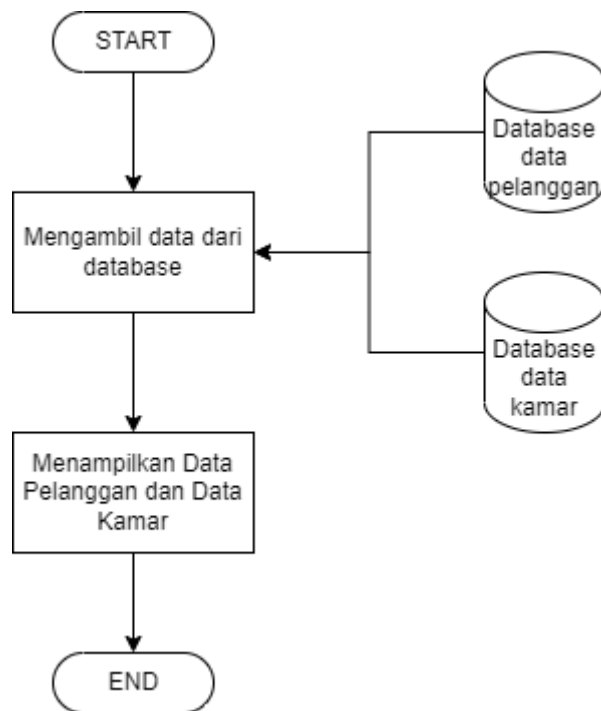 START
Database
data
pelanggan
Mengambil data dari
database
Database
data
kamar
Menampilkan Data
Pelanggan dan Data
Kamar
END